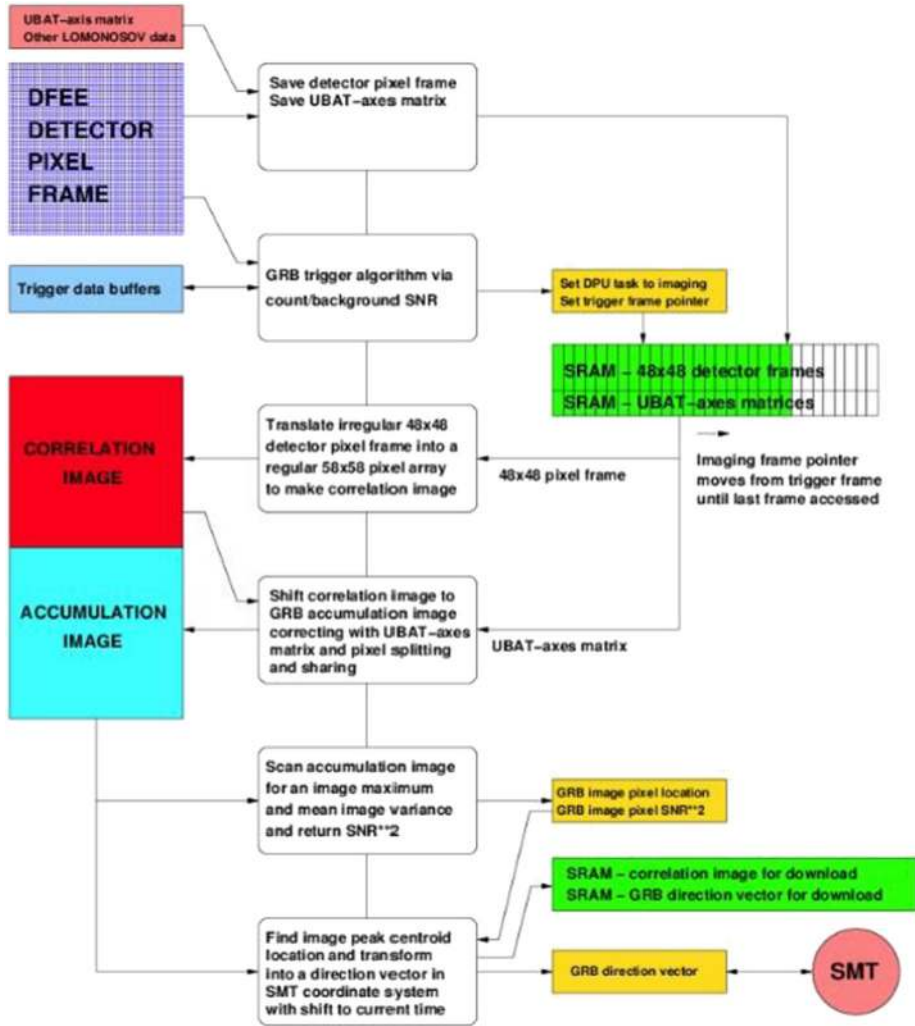 UBAT-axis matrix
Other LOMONOSOV data
DFEE
DETECTOR
PIXEL
FRAME
Save detector pixel frame
Save UBAT-axes matrix
Trigger data buffers
GRB trigger algorithm via
count/background SNR
Set DPU task to imaging
Set trigger frame pointer
SRAM - 48x48 detector frames
SRAM - UBAT-axes matrices
CORRELATION
IMAGE
Translate irregular 48x48
detector pixel frame into a
regular 58x58 pixel array
to make correlation image
48x48 pixel frame
Imaging frame pointer
moves from trigger frame
until last frame accessed
ACCUMULATION
IMAGE
Shift correlation image to
GRB accumulation image
correcting with UBAT-axes
matrix and pixel splitting
and sharing
UBAT-axes matrix
Scan accumulation image
for an image maximum
and mean image variance
and return SNR**2
GRB image pixel location
GRB image pixel SNR**2
SRAM - correlation image for download
SRAM - GRB direction vector for download
Find image peak centroid
location and transform
into a direction vector in
SMT coordinate system
with shift to current time
GRB direction vector
SMT